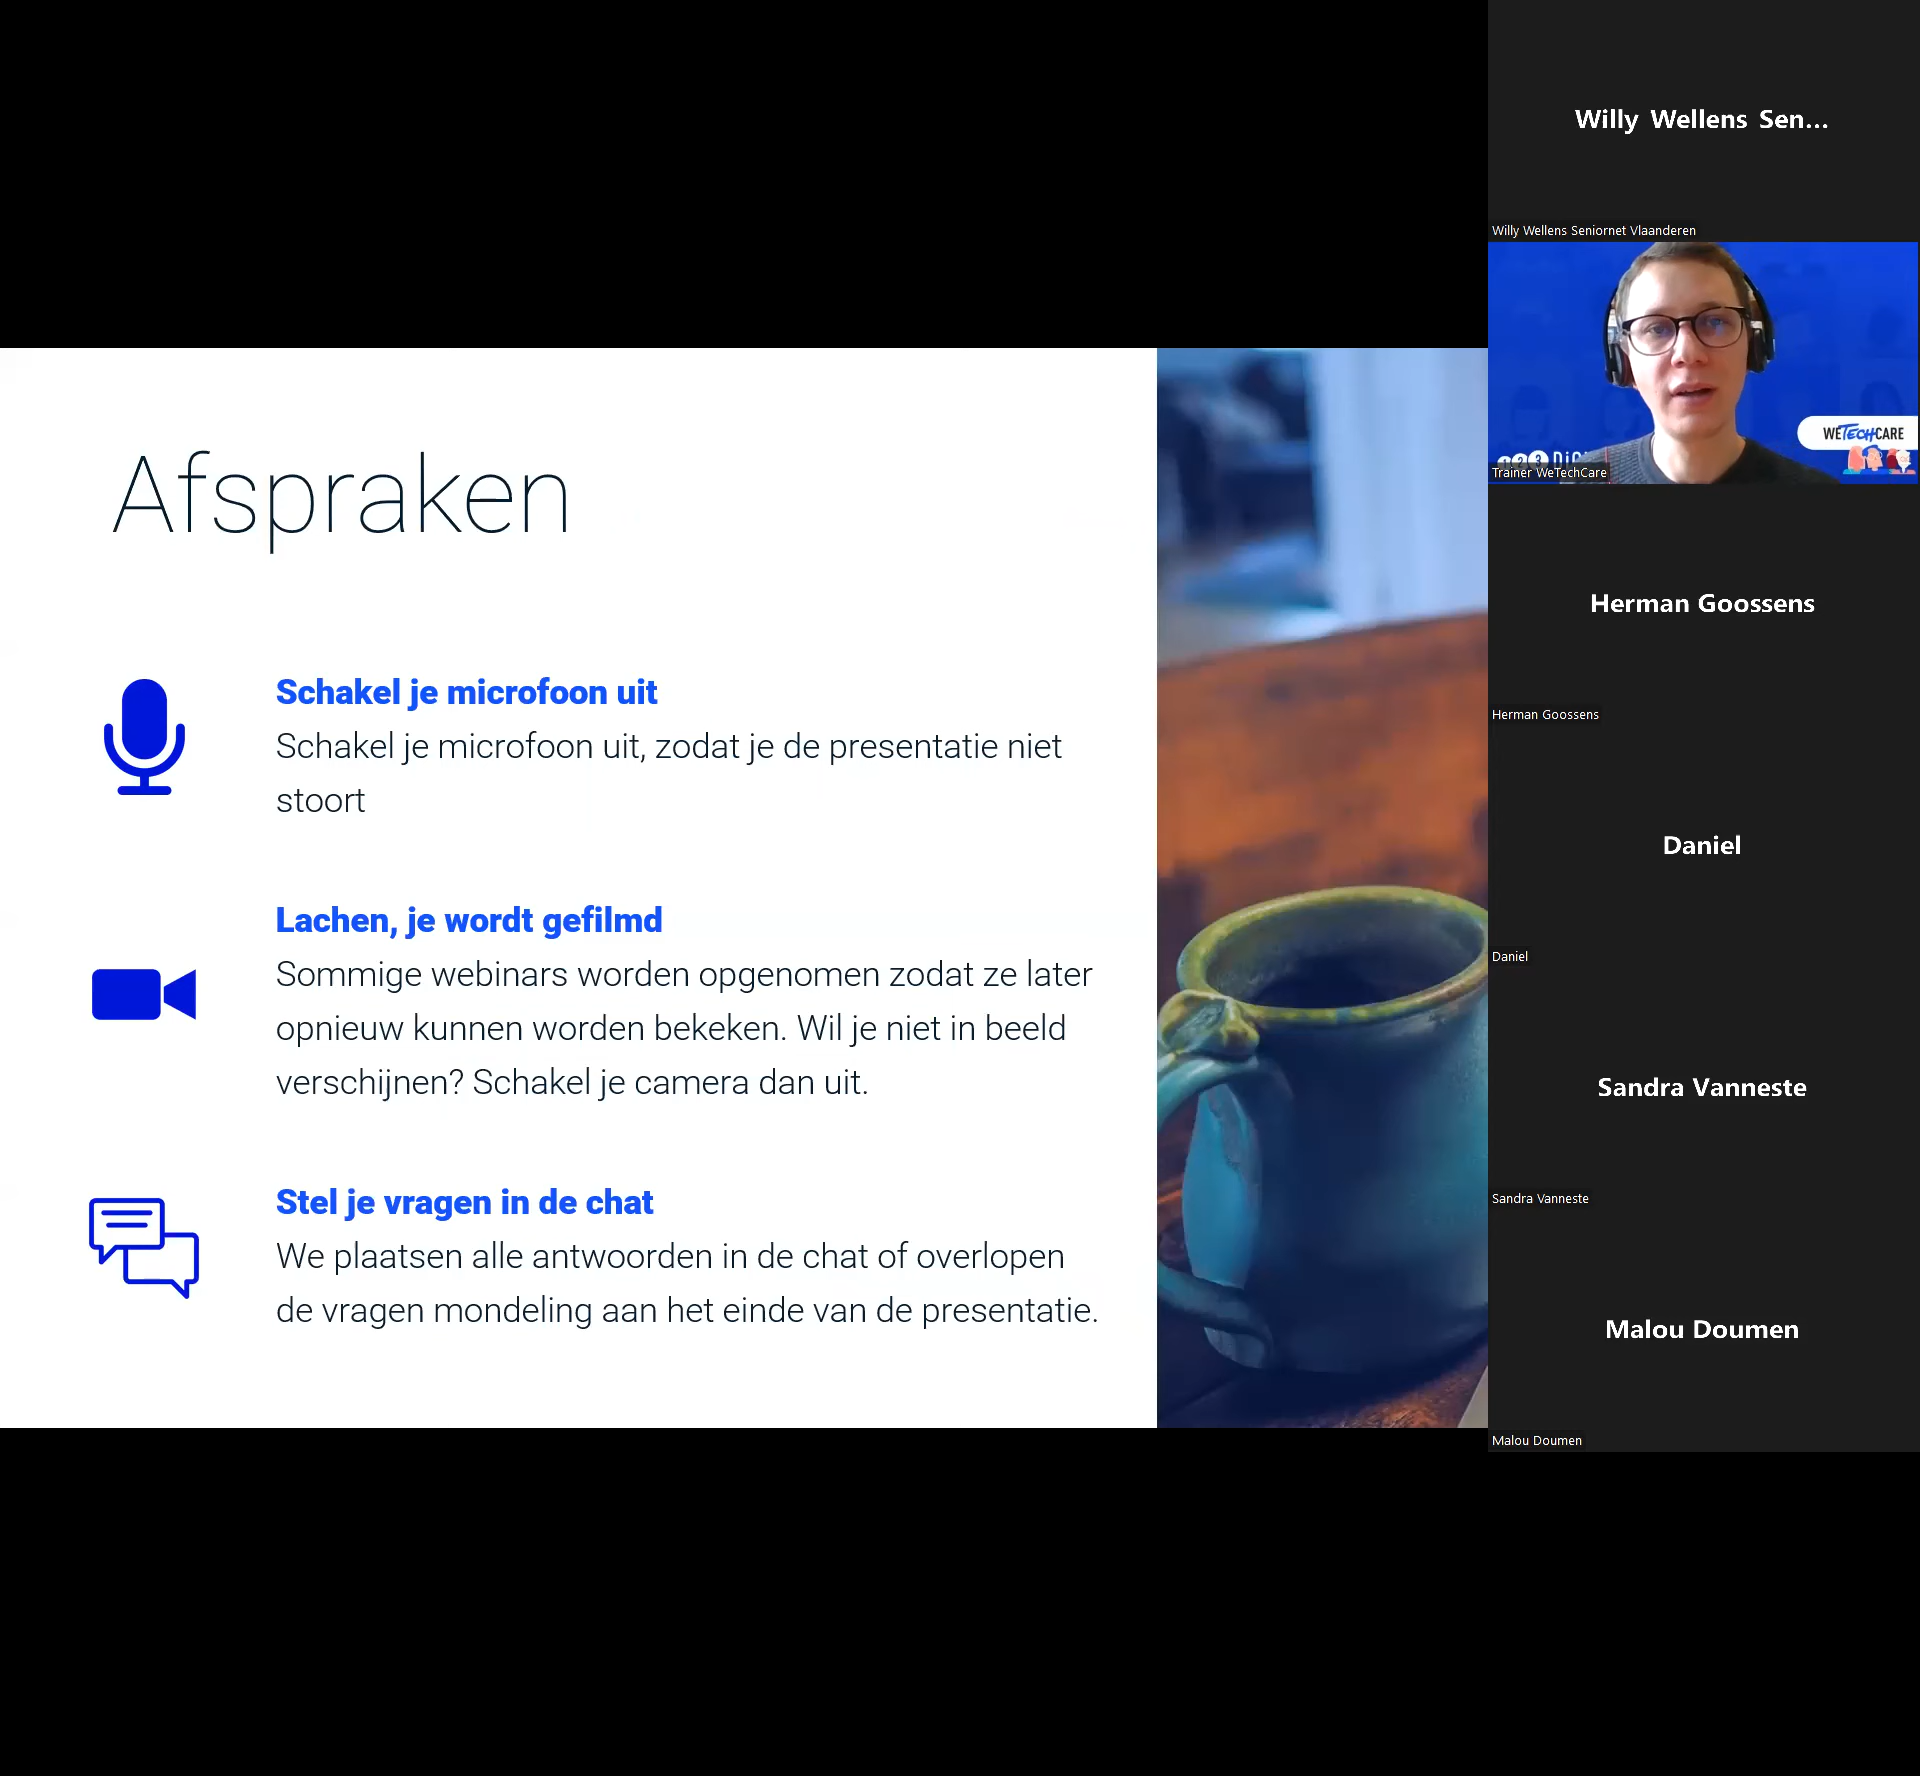 Afspraken
Schakel je microfoon uit
Schakel je microfoon uit, zodat je de presentatie niet
stoort
Lachen, je wordt gefilmd
Sommige webinars worden opgenomen zodat ze later
opnieuw kunnen worden bekeken. Wil je niet in beeld
verschijnen? Schakel je camera dan uit.
Stel je vragen in de chat
We plaatsen alle antwoorden in de chat of overlopen
de vragen mondeling aan het einde van de presentatie.
Willy Wellens Sen...
Willy Wellens Seniornet Vlaanderen
WETECHCARE
Trainer WeTechCare
Herman Goossens
Herman Goossens
Daniel
Daniel
Sandra Vanneste
Sandra Vanneste
Malou Doumen
Malou Doumen